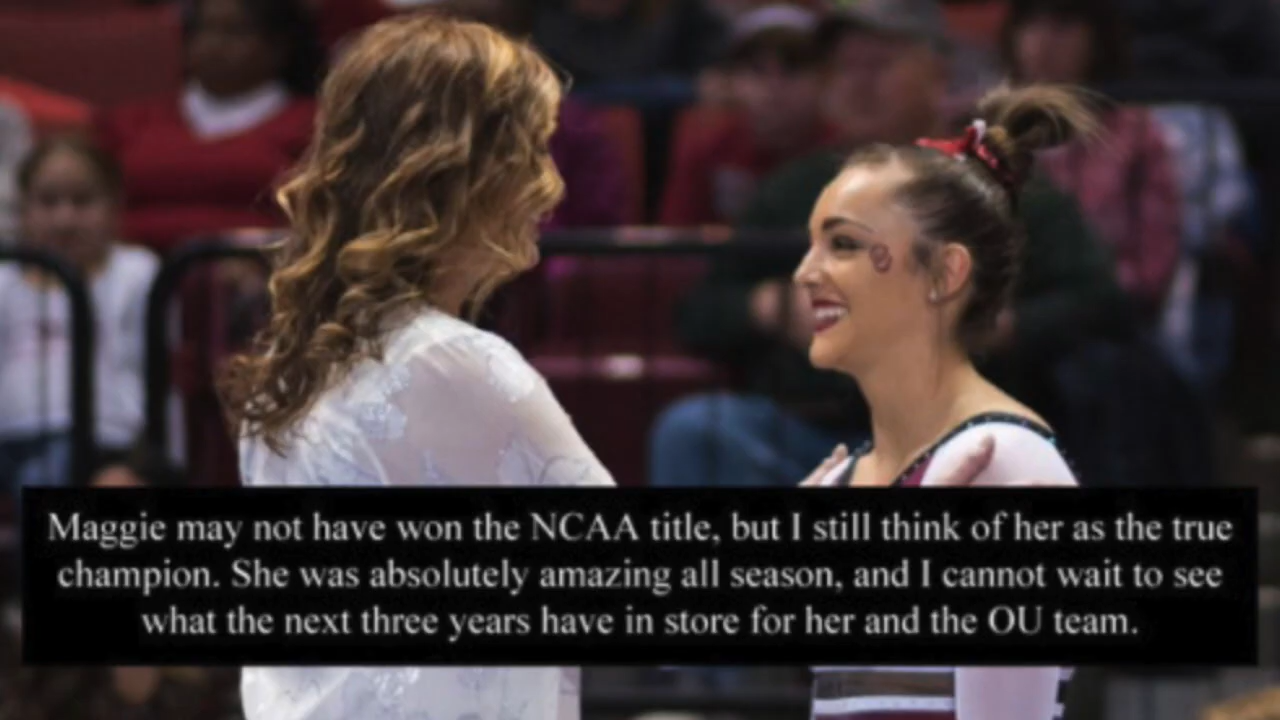 Maggie may not have won the NCAA title, but I still think of her as the true
champion. She was absolutely amazing all season, and I cannot wait to see
what the next three years have in store for her and the OU team.